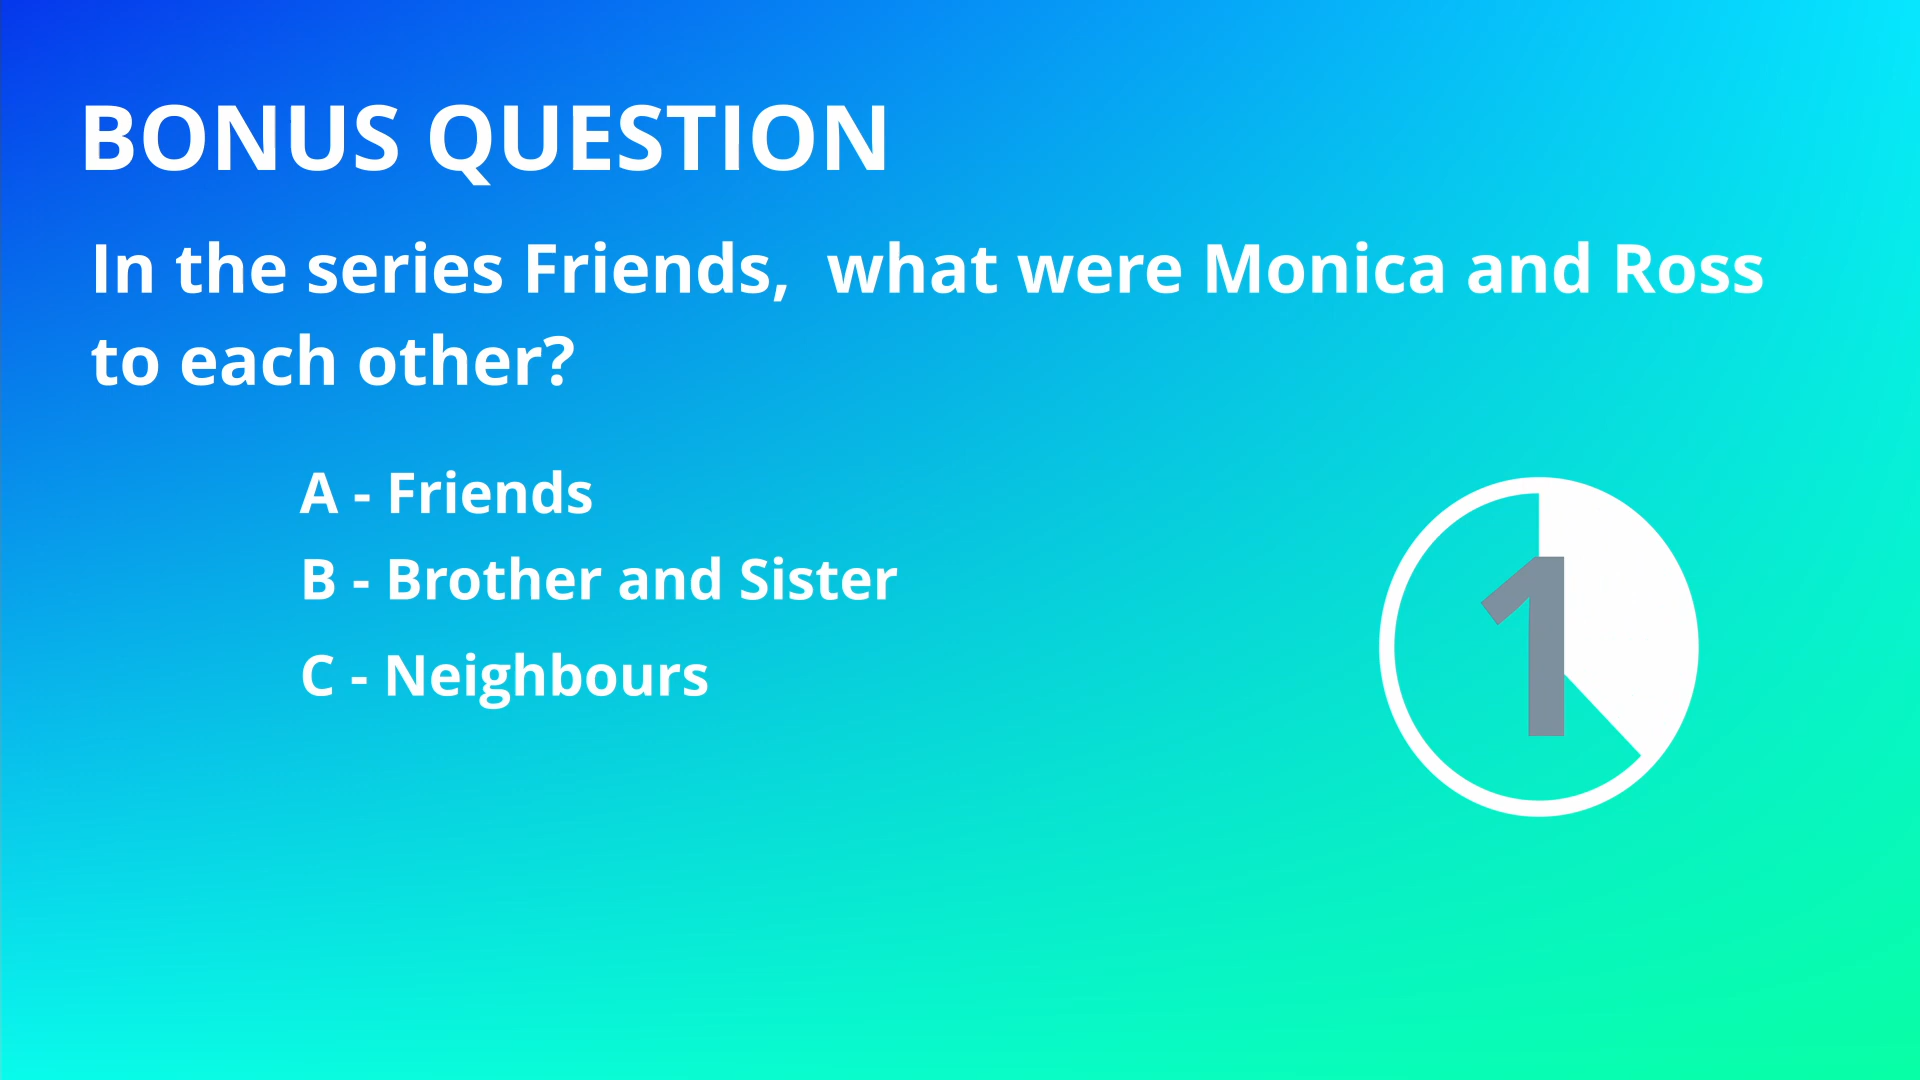 BONUS QUESTION
In the series Friends,  what were Monica and Ross
to each other?
A - Friends
B - Brother and Sister
C - Neighbours
1